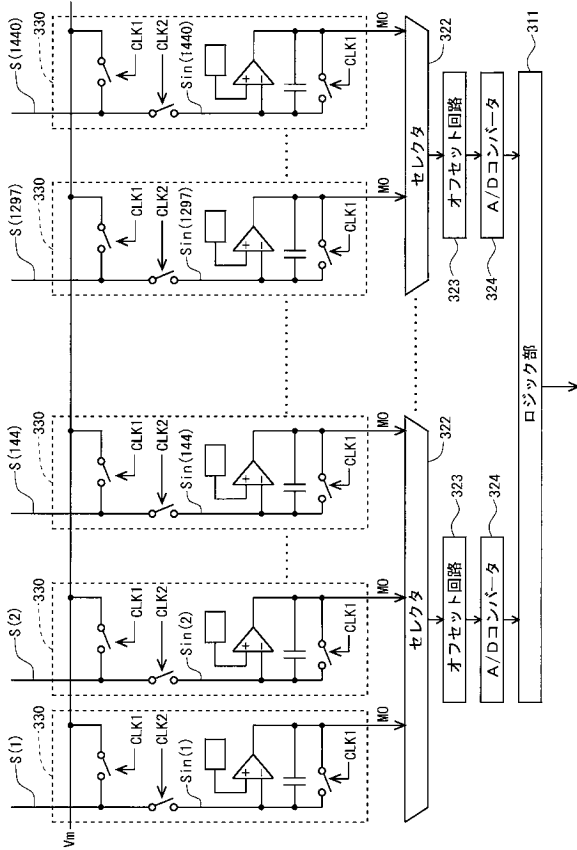 S(1)
S(2)
S(144)
S(1297)
S(1440)
330
330
330
330
330
Vm
CLK1
CLK1
CLK1
CLK1
CLK1
CLK2
CLK2
CLK2
CLK2
CLK2
Sin(1)
Sin(2)
Sin(144)
Sin(1297)
Sin(1440)
+
−
+
−
+
−
+
−
+
−
CLK1
CLK1
CLK1
CLK1
CLK1
MO
MO
MO
MO
MO
セレクタ
322
セレクタ
322
オフセット回路
323
オフセット回路
323
A/Dコンバータ
324
A/Dコンバータ
324
ロジック部
311